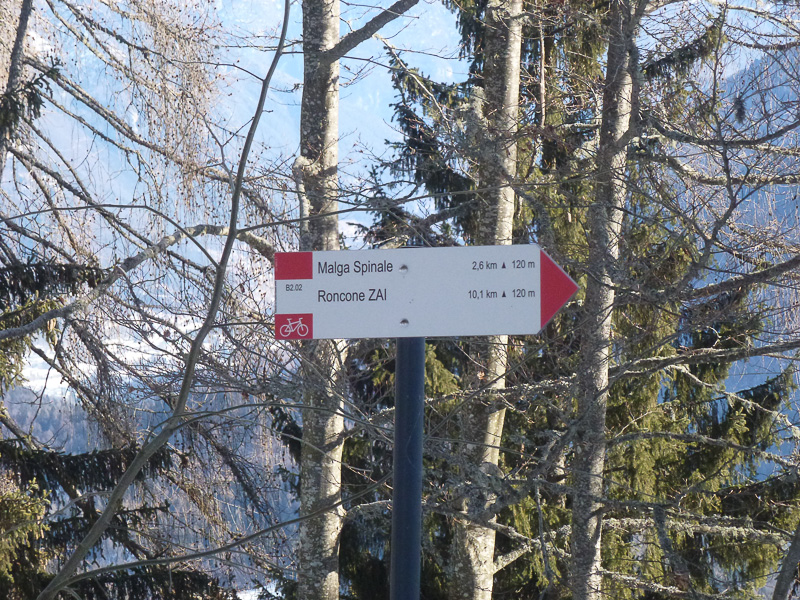 Malga Spinale 2,6 km ▲ 120 m
B2.02
Roncone ZAI 10,1 km ▲ 120 m